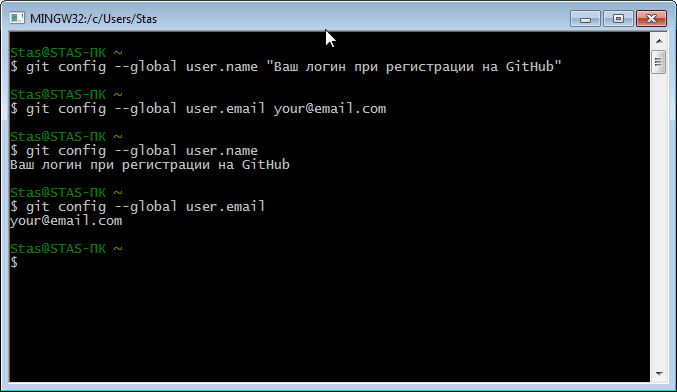 MINGW32:/c/Users/Stas
Stas@STAS-ПК ~
$ git config --global user.name "Ваш логин при регистрации на GitHub"
Stas@STAS-ПК ~
$ git config --global user.email your@email.com
Stas@STAS-ПК ~
$ git config --global user.name
Ваш логин при регистрации на GitHub
Stas@STAS-ПК ~
$ git config --global user.email
your@email.com
Stas@STAS-ПК ~
$